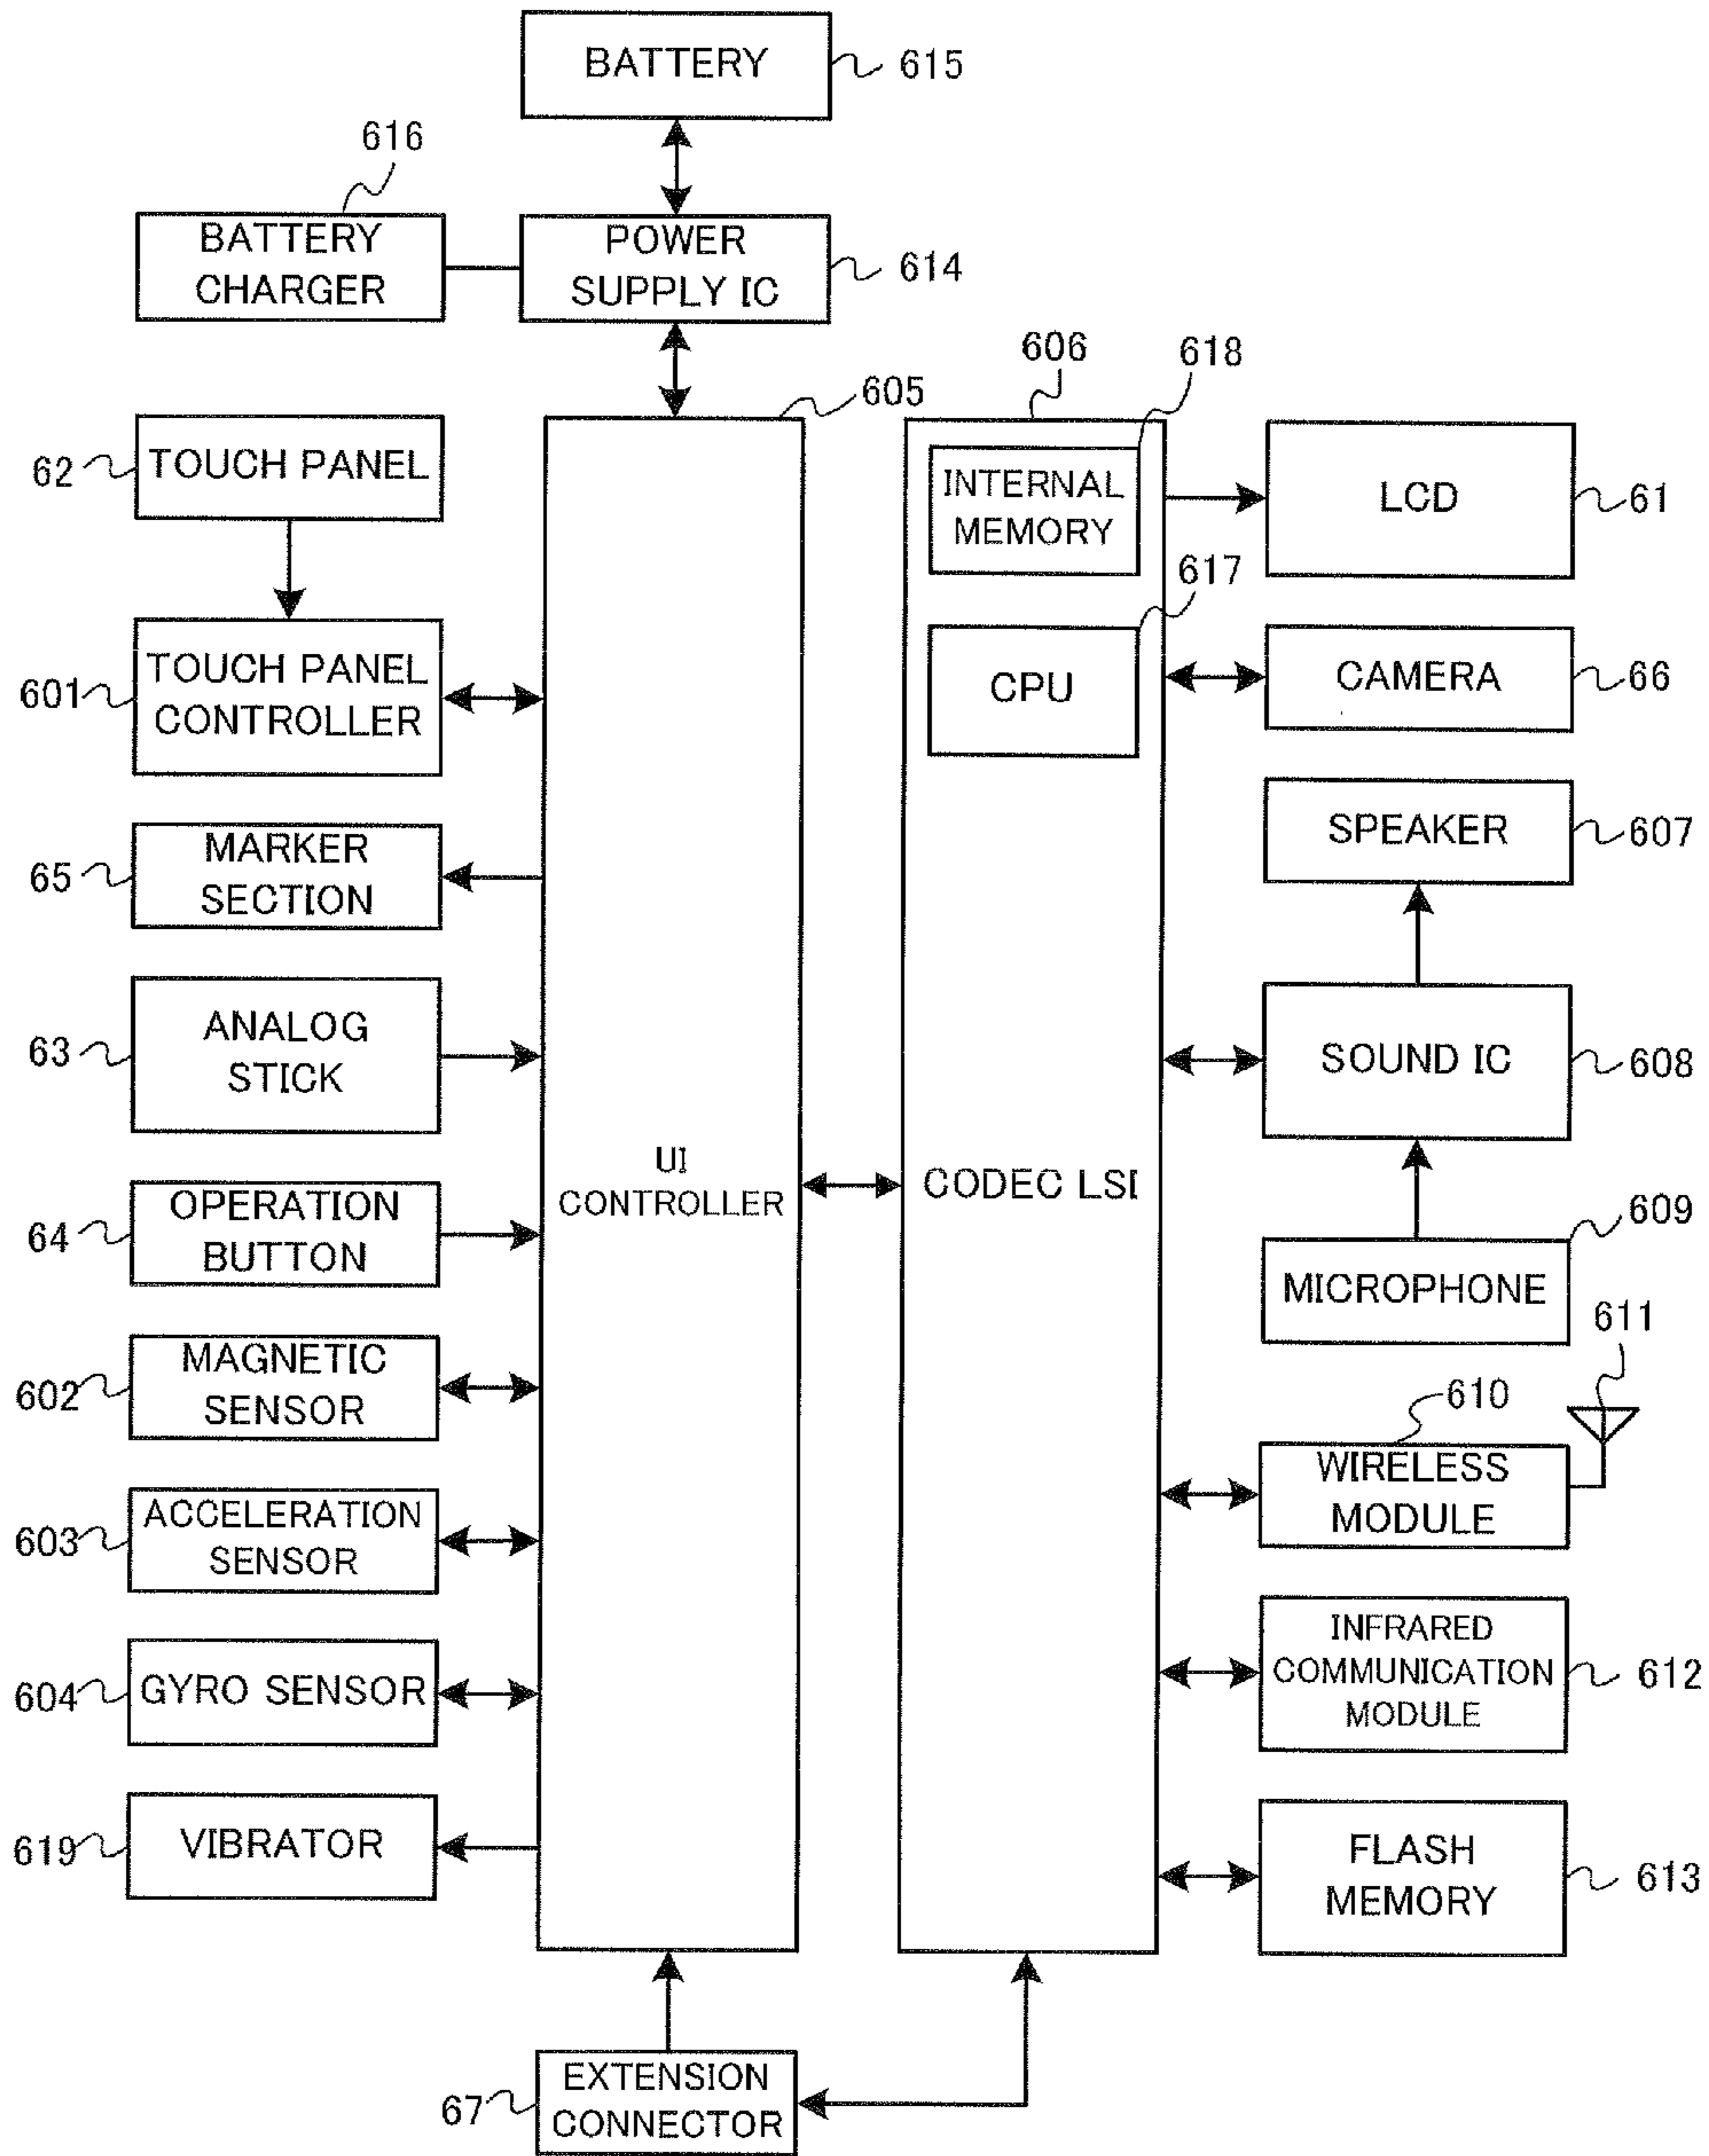 BATTERY
615
616
BATTERY
CHARGER
POWER
SUPPLY IC
614
605
606
618
62
TOUCH PANEL
INTERNAL
MEMORY
LCD
61
617
601
TOUCH PANEL
CONTROLLER
CPU
CAMERA
66
65
MARKER
SECTION
SPEAKER
607
63
ANALOG
STICK
SOUND IC
608
64
OPERATION
BUTTON
UI
CONTROLLER
CODEC LSI
609
MICROPHONE
611
602
MAGNETIC
SENSOR
610
WIRELESS
MODULE
603
ACCELERATION
SENSOR
604
GYRO SENSOR
INFRARED
COMMUNICATION
MODULE
612
619
VIBRATOR
FLASH
MEMORY
613
67
EXTENSION
CONNECTOR